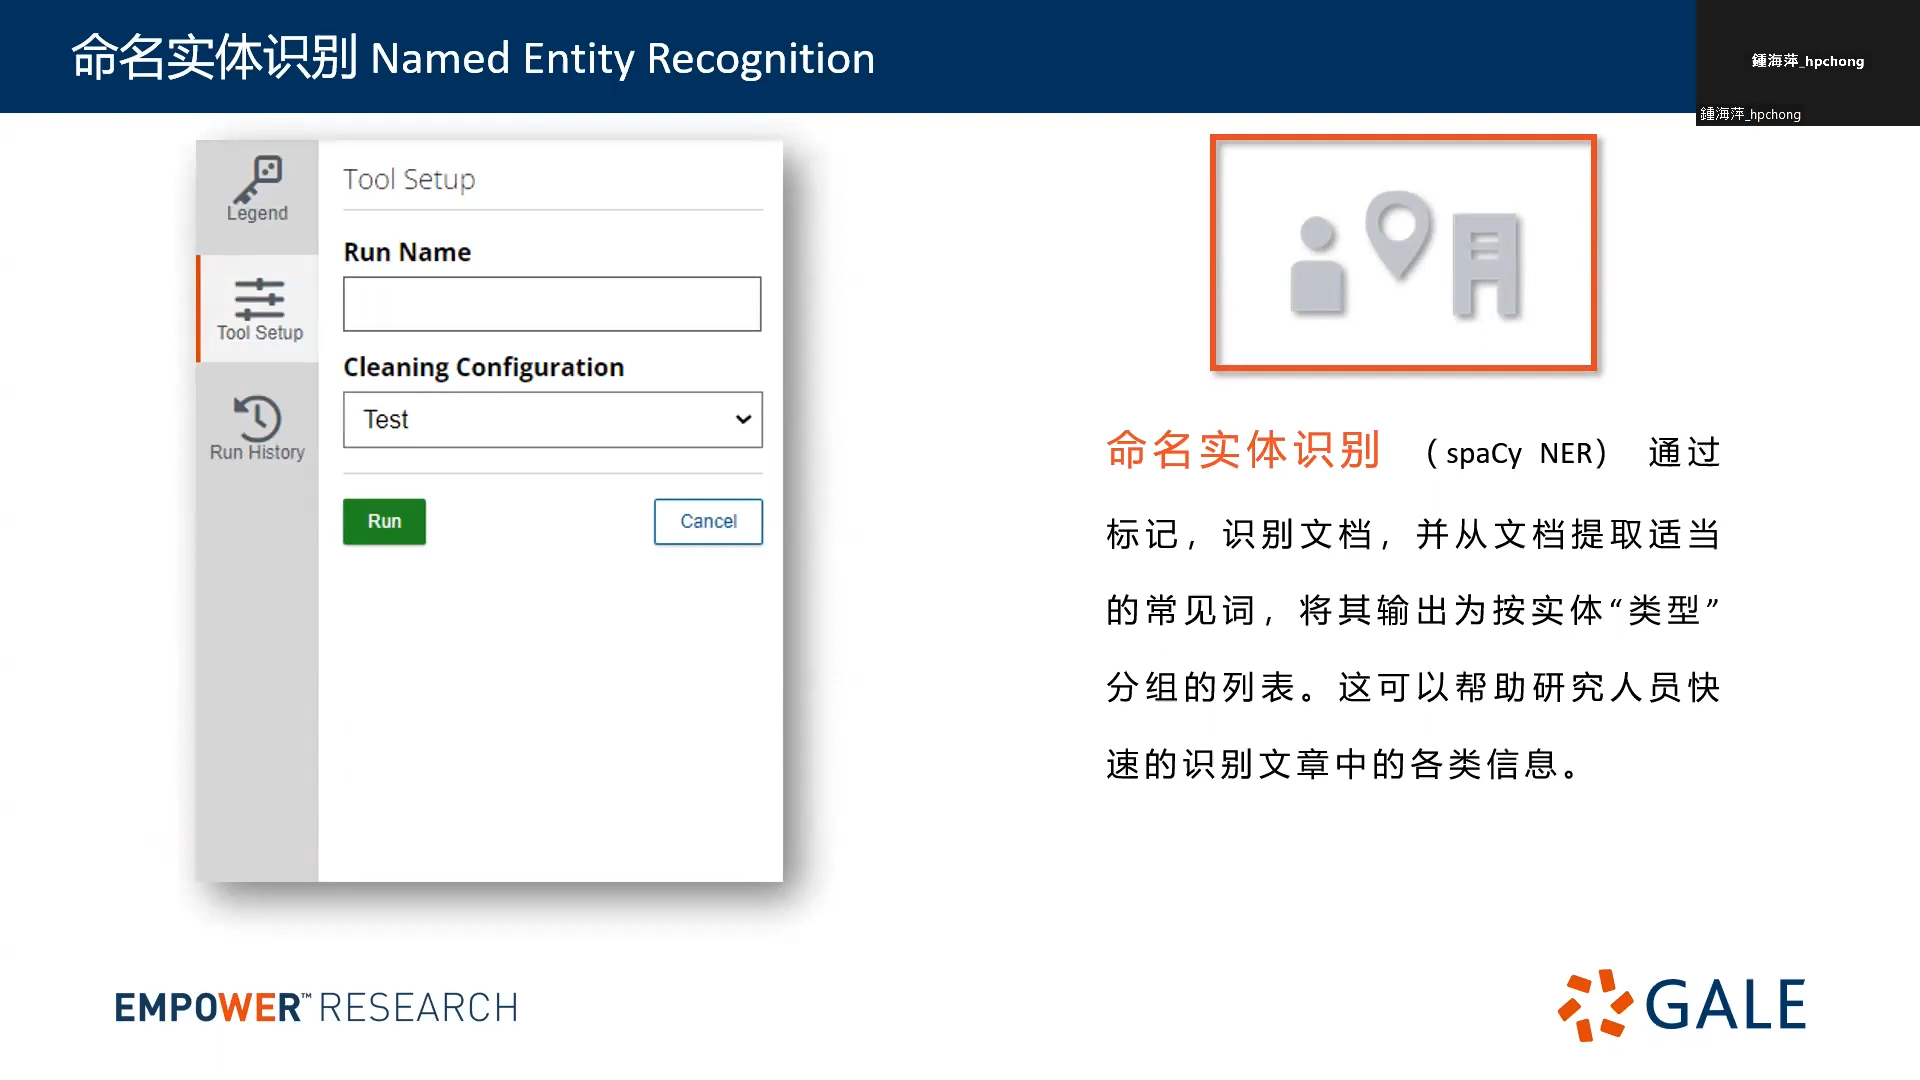 命名实体识别 Named Entity Recognition
鍾海萍_hpchong
鍾海萍_hpchong
Legend
Tool Setup
Run History
Tool Setup
Run Name
Cleaning Configuration
Test
Run
Cancel
命名实体识别 （spaCy NER） 通过
标记，识别文档，并从文档提取适当
的常见词，将其输出为按实体“类型”
分组的列表。这可以帮助研究人员快
速的识别文章中的各类信息。
EMPOWER™ RESEARCH
GALE